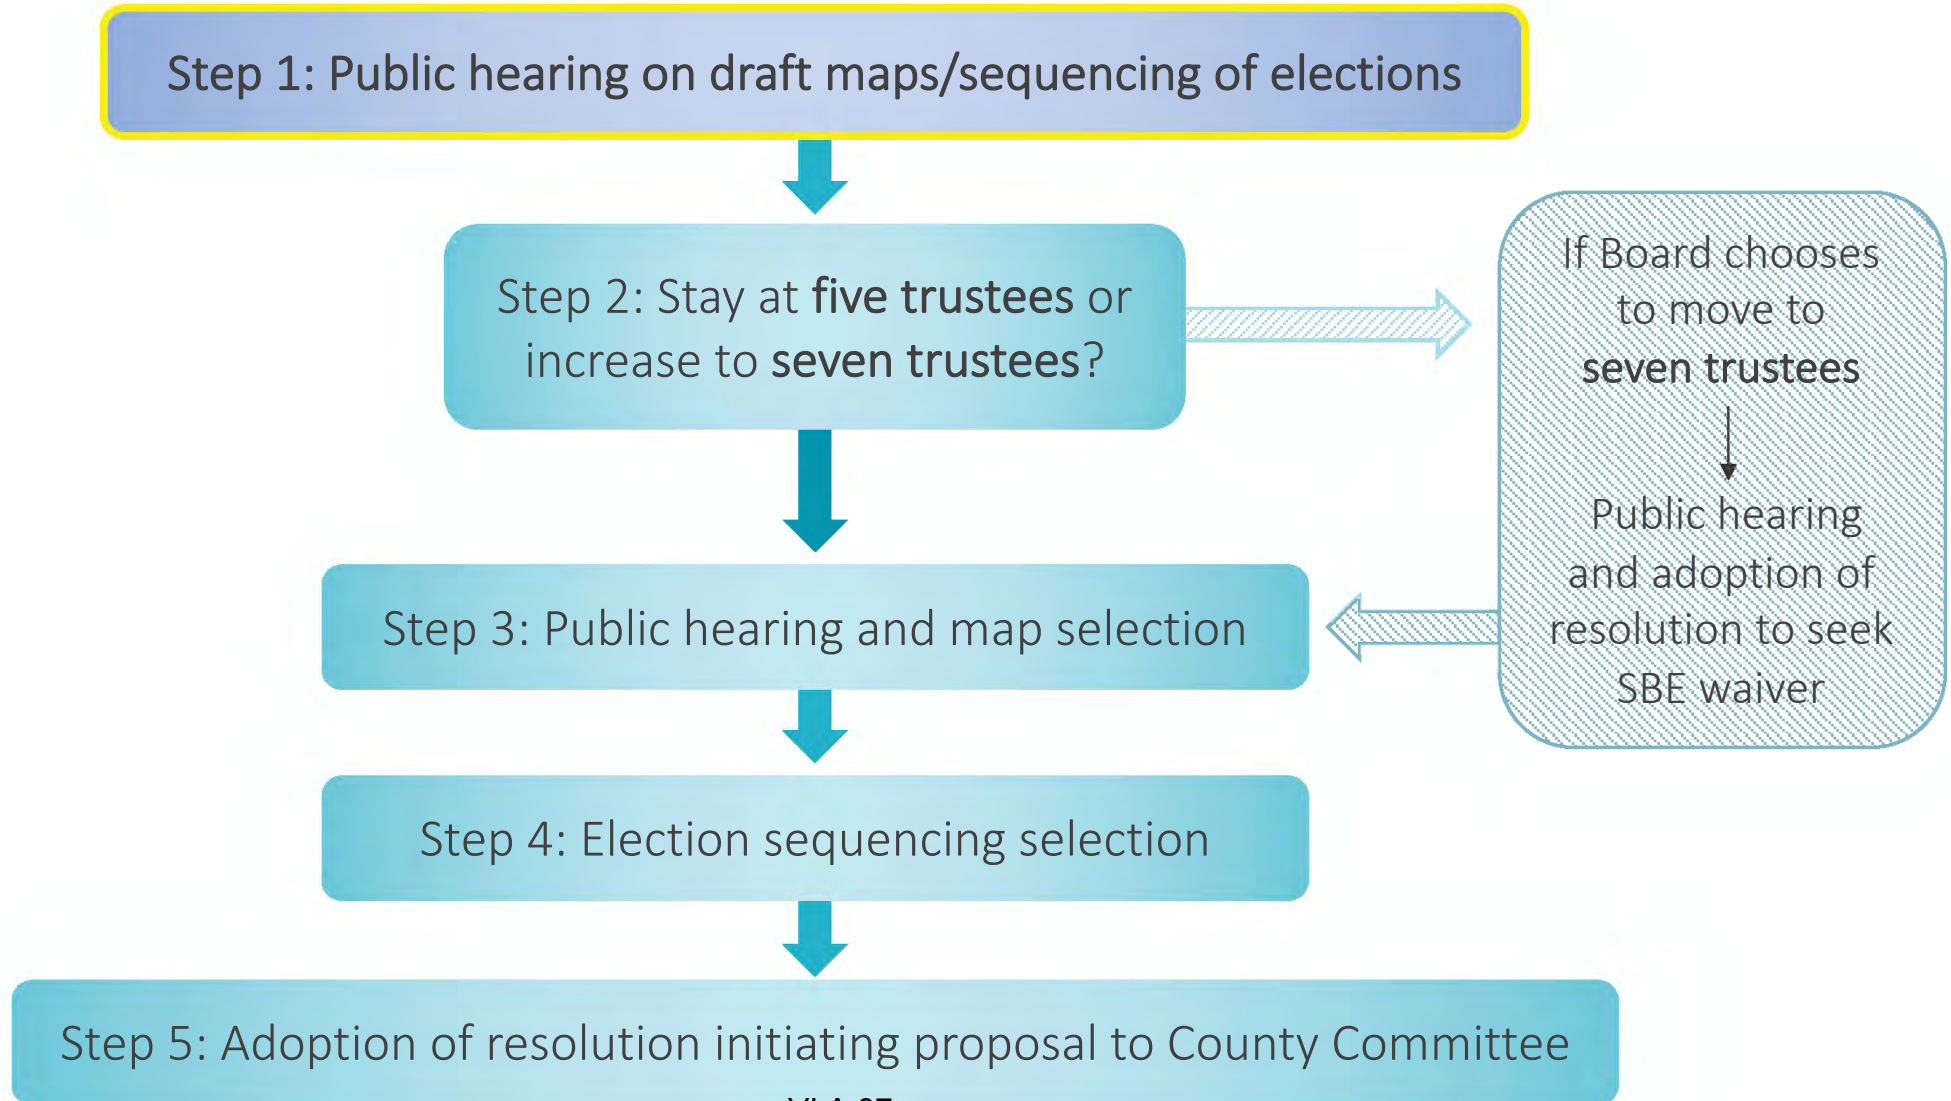 Step 1: Public hearing on draft maps/sequencing of elections
Step 2: Stay at five trustees or
increase to seven trustees?
If Board chooses
to move to
seven trustees
Public hearing
and adoption of
resolution to seek
SBE waiver
Step 3: Public hearing and map selection
Step 4: Election sequencing selection
Step 5: Adoption of resolution initiating proposal to County Committee